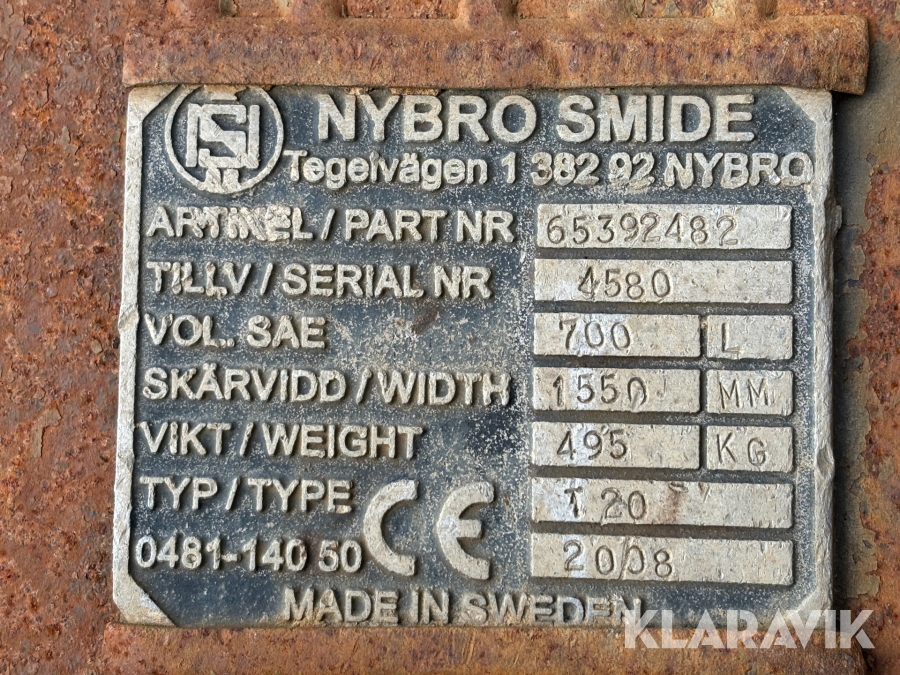 NYBRO SMIDE
Tegelvägen 1 382 92 NYBRO
ARTIKEL / PART NR 65392482
TILLV / SERIAL NR 4580
VOL. SAE 700 L
SKÄRVIDD / WIDTH 1550 MM
VIKT / WEIGHT 495 KG
TYP / TYPE T 20
0481-140 50 CE 2008
MADE IN SWEDEN
KLARAVIK